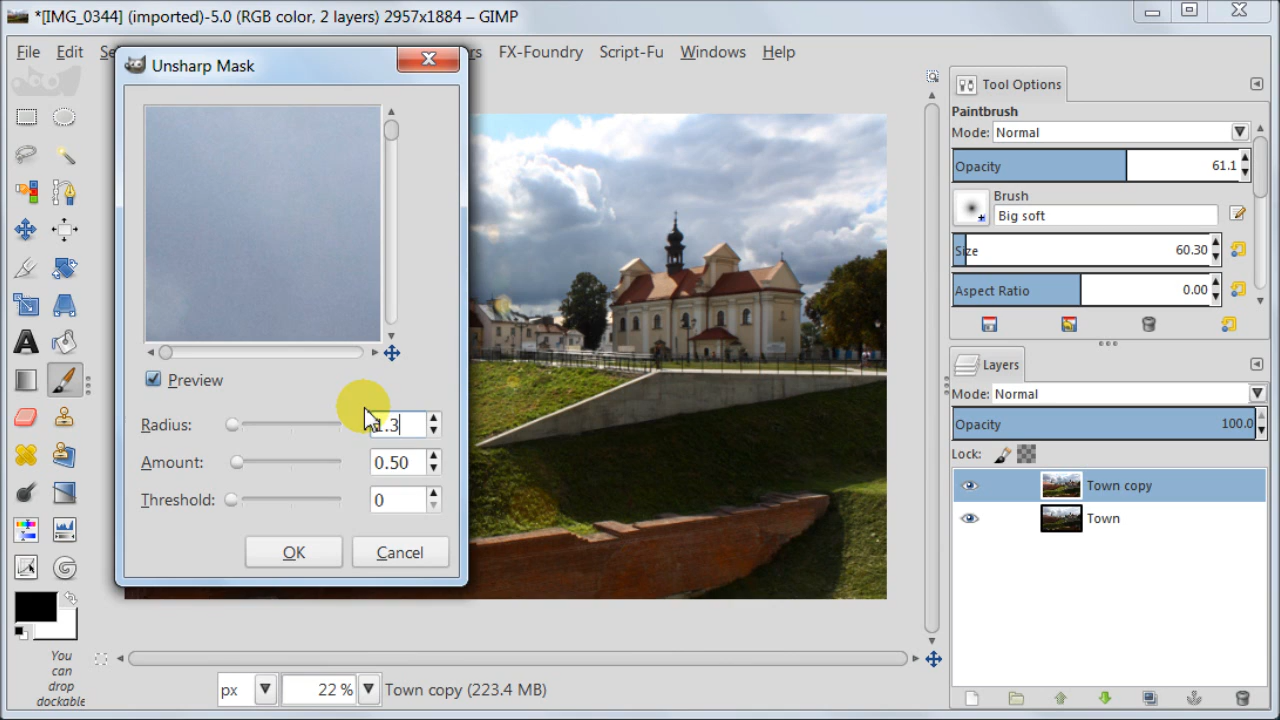 *[IMG_0344] (imported)-5.0 (RGB color, 2 layers) 2957x1884 – GIMP
File Edit FX-Foundry Script-Fu Windows Help
Unsharp Mask
Preview
Radius: 1.3
Amount: 0.50
Threshold: 0
OK Cancel
Tool Options
Paintbrush
Mode: Normal
Opacity 61.1
Brush
Big soft
Size 60.30
Aspect Ratio 0.00
Layers
Mode: Normal
Opacity 100.0
Lock:
Town copy
Town
You
can
drop
dockable
px 22 % Town copy (223.4 MB)